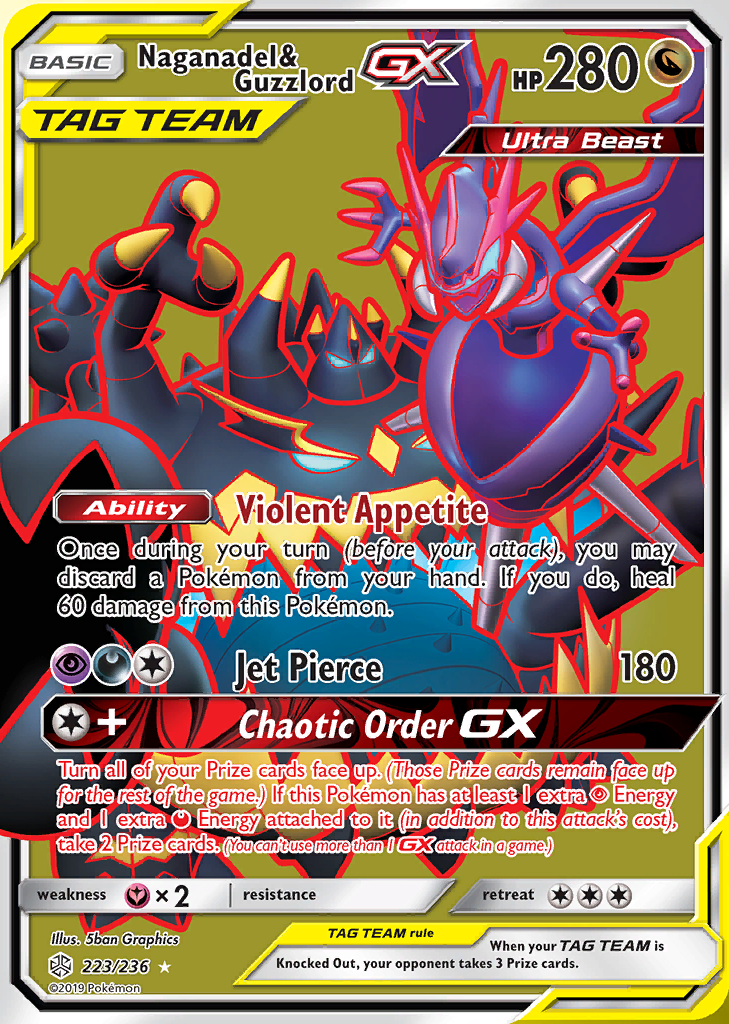 BASIC Naganadel& GX HP280
Guzzlord
TAG TEAM
Ultra Beast
Ability Violent Appetite
Once during your turn (before your attack), you may
discard a Pokémon from your hand. If you do, heal
60 damage from this Pokémon.
Jet Pierce 180
+ Chaotic Order GX
Turn all of your Prize cards face up. (Those Prize cards remain face up
for the rest of the game.) If this Pokémon has at least 1 extra Energy
and 1 extra Energy attached to it (in addition to this attack's cost),
take 2 Prize cards. (You can't use more than 1 GX attack in a game.)
weakness ×2 resistance retreat
Illus. 5ban Graphics
223/236
©2019 Pokémon
TAG TEAM rule
When your TAG TEAM is
Knocked Out, your opponent takes 3 Prize cards.